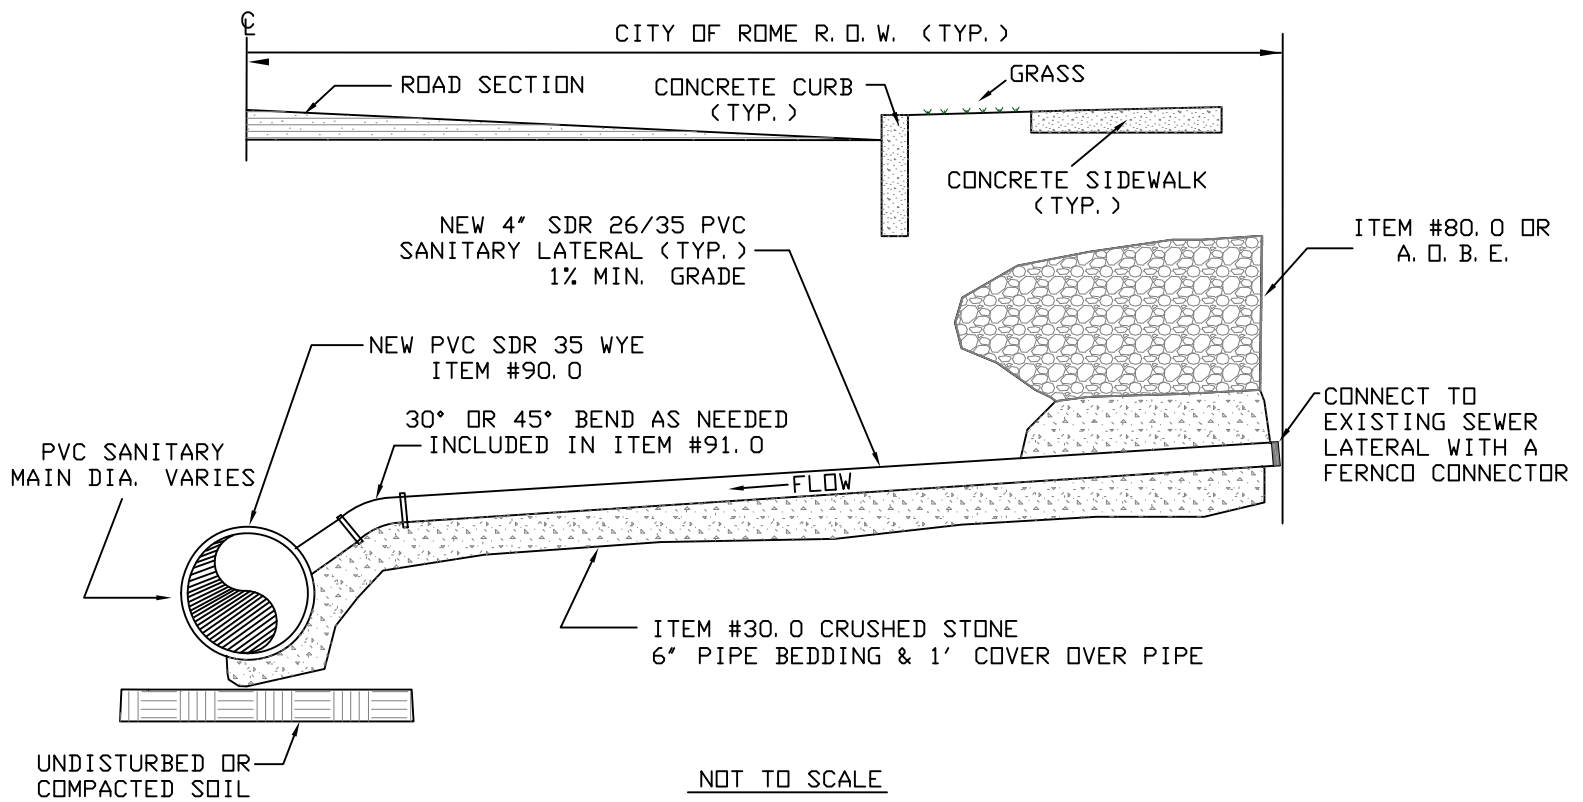 ℄
CITY OF ROME R.O.W. (TYP.)
ROAD SECTION
CONCRETE CURB
(TYP.)
GRASS
CONCRETE SIDEWALK
(TYP.)
NEW 4" SDR 26/35 PVC
SANITARY LATERAL (TYP.)
1% MIN. GRADE
ITEM #80.0 OR
A.O.B.E.
NEW PVC SDR 35 WYE
ITEM #90.0
30° OR 45° BEND AS NEEDED
INCLUDED IN ITEM #91.0
CONNECT TO
EXISTING SEWER
LATERAL WITH A
FERNCO CONNECTOR
PVC SANITARY
MAIN DIA. VARIES
FLOW
ITEM #30.0 CRUSHED STONE
6" PIPE BEDDING & 1' COVER OVER PIPE
UNDISTURBED OR
COMPACTED SOIL
NOT TO SCALE